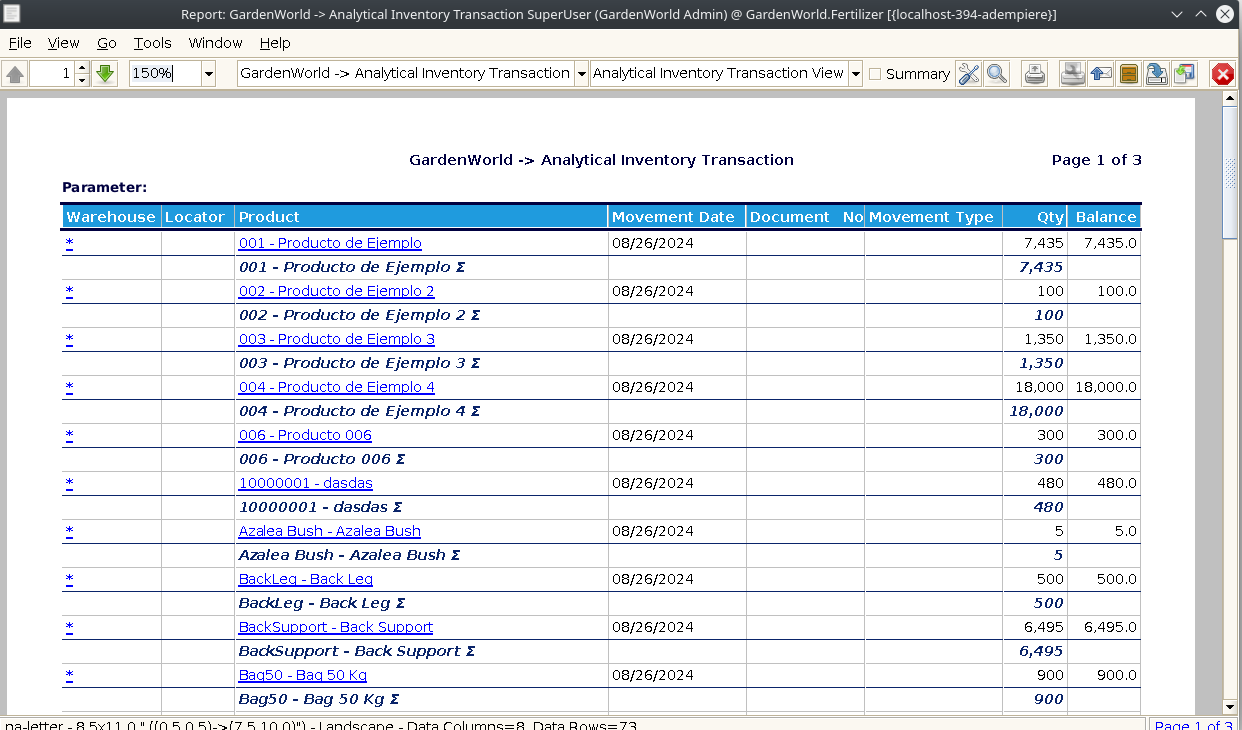 Report: GardenWorld -> Analytical Inventory Transaction SuperUser (GardenWorld Admin) @ GardenWorld.Fertilizer [{localhost-394-adempiere}]
File View Go Tools Window Help
1 150% GardenWorld -> Analytical Inventory Transaction Analytical Inventory Transaction View Summary
GardenWorld -> Analytical Inventory Transaction Page 1 of 3
Parameter:
Warehouse Locator Product Movement Date Document No Movement Type Qty Balance
* 001 - Producto de Ejemplo 08/26/2024 7,435 7,435.0
001 - Producto de Ejemplo Σ 7,435
* 002 - Producto de Ejemplo 2 08/26/2024 100 100.0
002 - Producto de Ejemplo 2 Σ 100
* 003 - Producto de Ejemplo 3 08/26/2024 1,350 1,350.0
003 - Producto de Ejemplo 3 Σ 1,350
* 004 - Producto de Ejemplo 4 08/26/2024 18,000 18,000.0
004 - Producto de Ejemplo 4 Σ 18,000
* 006 - Producto 006 08/26/2024 300 300.0
006 - Producto 006 Σ 300
* 10000001 - dasdas 08/26/2024 480 480.0
10000001 - dasdas Σ 480
* Azalea Bush - Azalea Bush 08/26/2024 5 5.0
Azalea Bush - Azalea Bush Σ 5
* BackLeg - Back Leg 08/26/2024 500 500.0
BackLeg - Back Leg Σ 500
* BackSupport - Back Support 08/26/2024 6,495 6,495.0
BackSupport - Back Support Σ 6,495
* Bag50 - Bag 50 Kg 08/26/2024 900 900.0
Bag50 - Bag 50 Kg Σ 900
na-letter - 8.5x11.0 " ((0.5,0.5)->(7.5,10.0)") - Landscape - Data Columns=8, Data Rows=73 Page 1 of 3